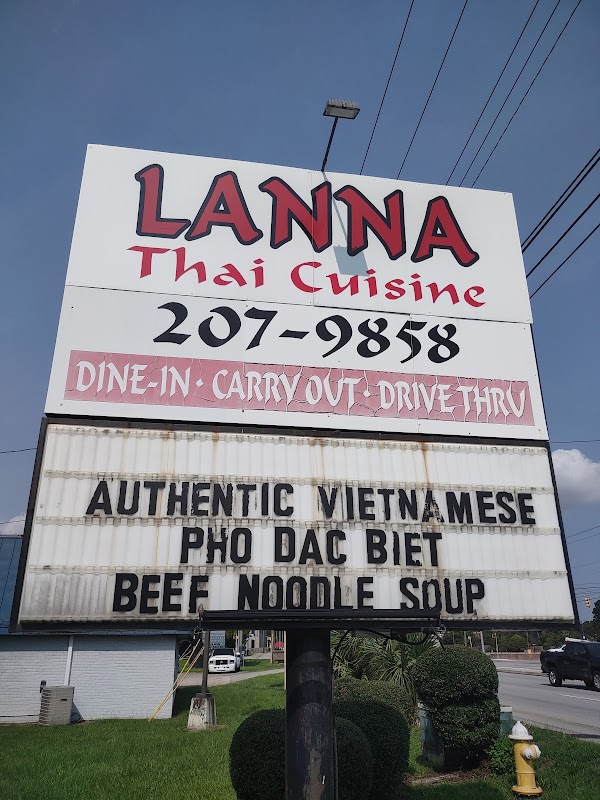 LANNA
Thai Cuisine
207-9858
DINE-IN · CARRY OUT · DRIVE THRU
AUTHENTIC VIETNAMESE
PHO DAC BIET
BEEF NOODLE SOUP